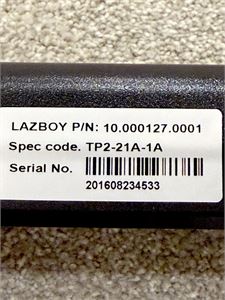 LAZBOY P/N: 10.000127.0001
Spec code. TP2-21A-1A
Serial No.
201608234533